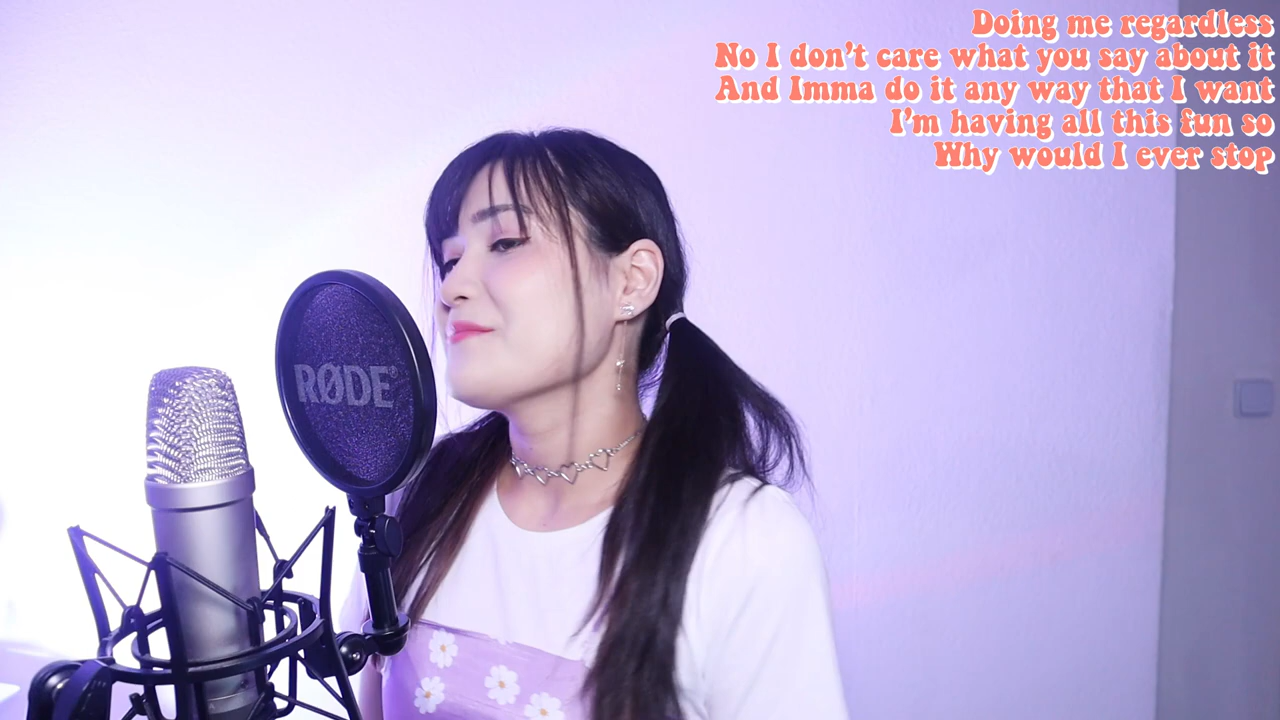 Doing me regardless
No I don't care what you say about it
And Imma do it any way that I want
I'm having all this fun so
Why would I ever stop
RØDE®